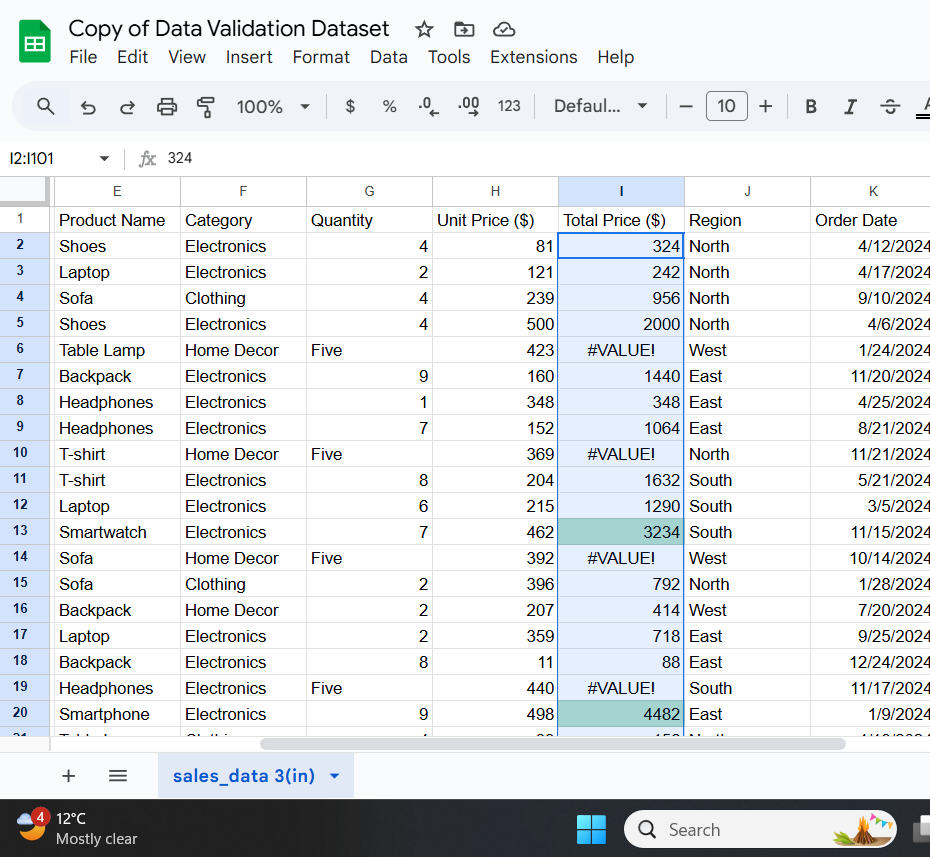 Copy of Data Validation Dataset
File Edit View Insert Format Data Tools Extensions Help
100% $ % .0 .00 123 Defaul... − 10 + B I
I2:I101 fx 324
E F G H I J K
1 Product Name Category Quantity Unit Price ($) Total Price ($) Region Order Date
2 Shoes Electronics 4 81 324 North 4/12/2024
3 Laptop Electronics 2 121 242 North 4/17/2024
4 Sofa Clothing 4 239 956 North 9/10/2024
5 Shoes Electronics 4 500 2000 North 4/6/2024
6 Table Lamp Home Decor Five 423 #VALUE! West 1/24/2024
7 Backpack Electronics 9 160 1440 East 11/20/2024
8 Headphones Electronics 1 348 348 East 4/25/2024
9 Headphones Electronics 7 152 1064 East 8/21/2024
10 T-shirt Home Decor Five 369 #VALUE! North 11/21/2024
11 T-shirt Electronics 8 204 1632 South 5/21/2024
12 Laptop Electronics 6 215 1290 South 3/5/2024
13 Smartwatch Electronics 7 462 3234 South 11/15/2024
14 Sofa Home Decor Five 392 #VALUE! West 10/14/2024
15 Sofa Clothing 2 396 792 North 1/28/2024
16 Backpack Home Decor 2 207 414 West 7/20/2024
17 Laptop Electronics 2 359 718 East 9/25/2024
18 Backpack Electronics 8 11 88 East 12/24/2024
19 Headphones Electronics Five 440 #VALUE! South 11/17/2024
20 Smartphone Electronics 9 498 4482 East 1/9/2024
+ sales_data 3(in)
4 12°C
Mostly clear
Search